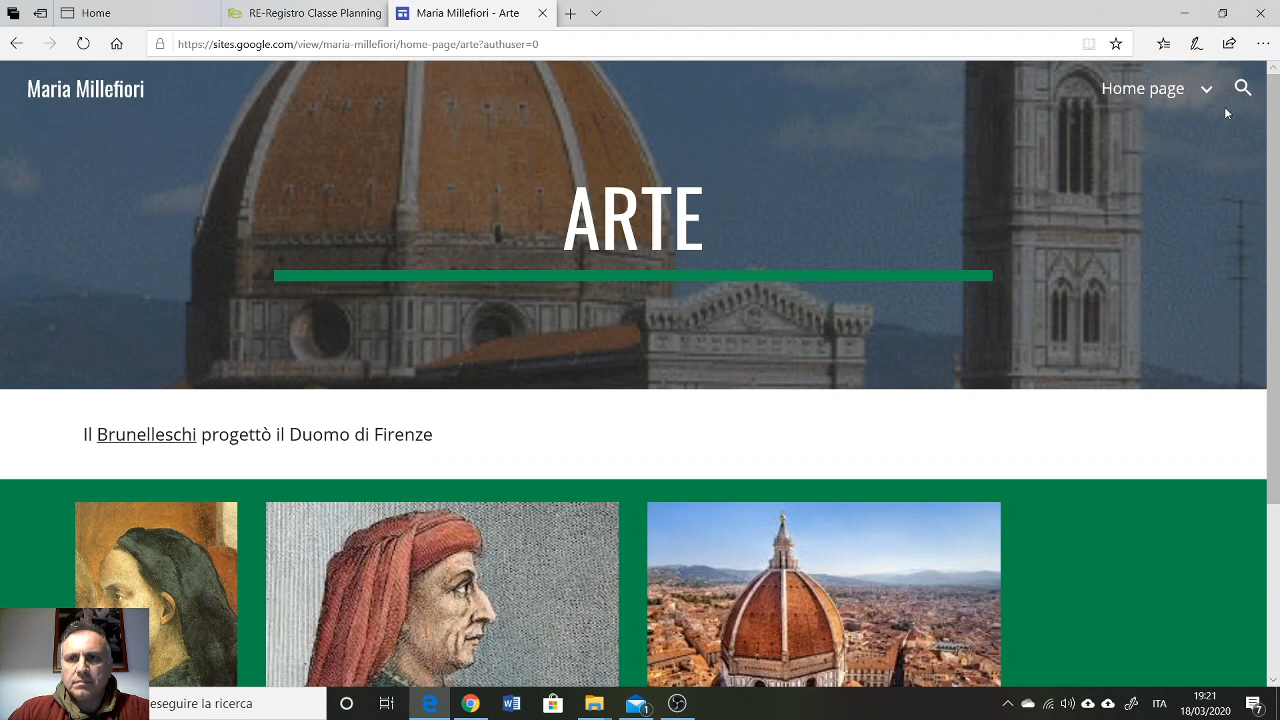 Home
RE-Registro Classe Planning
Maria Millefiori - Arte
https://sites.google.com/view/maria-millefiori/home-page/arte?authuser=0
Maria Millefiori
Home page
ARTE
Il Brunelleschi progettò il Duomo di Firenze
eseguire la ricerca
1
ITA
19:21
18/03/2020
7